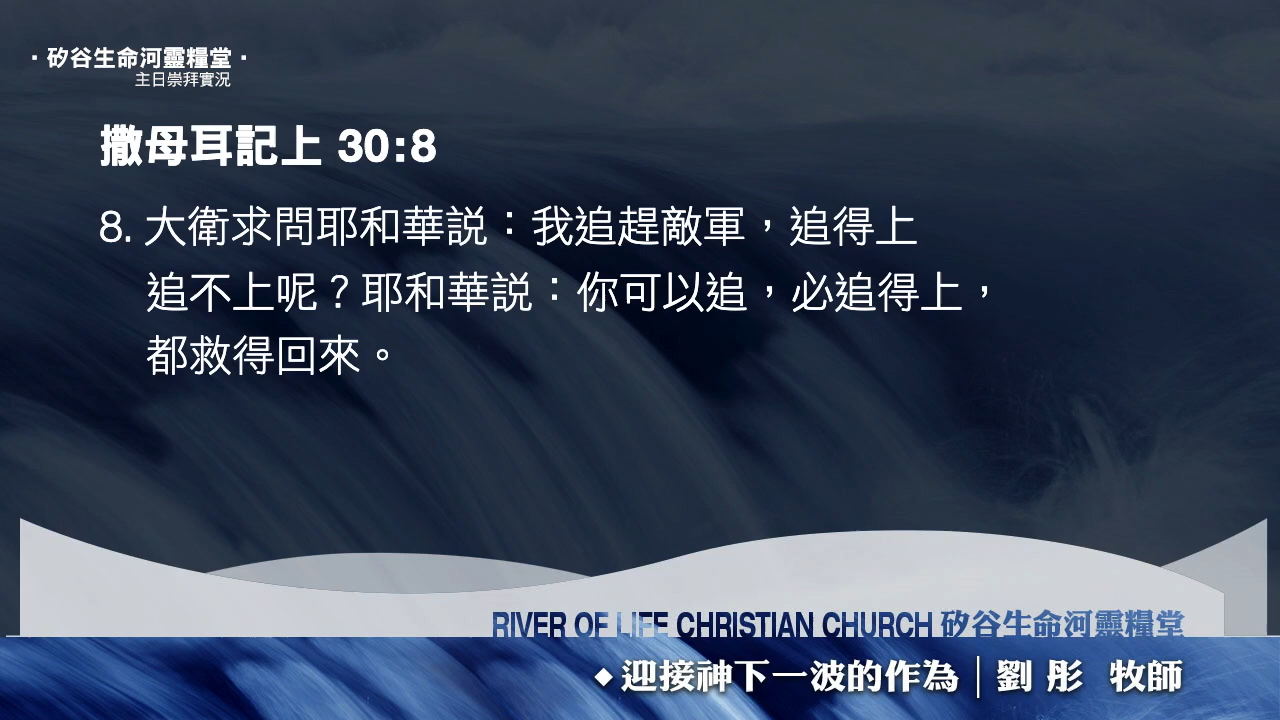 · 矽谷生命河靈糧堂 ·
主日崇拜實況
撒母耳記上 30:8
8. 大衛求問耶和華説：我追趕敵軍，追得上
追不上呢？耶和華説：你可以追，必追得上，
都救得回來。
RIVER OF LIFE CHRISTIAN CHURCH 矽谷生命河靈糧堂
◆迎接神下一波的作為｜劉 彤 牧師